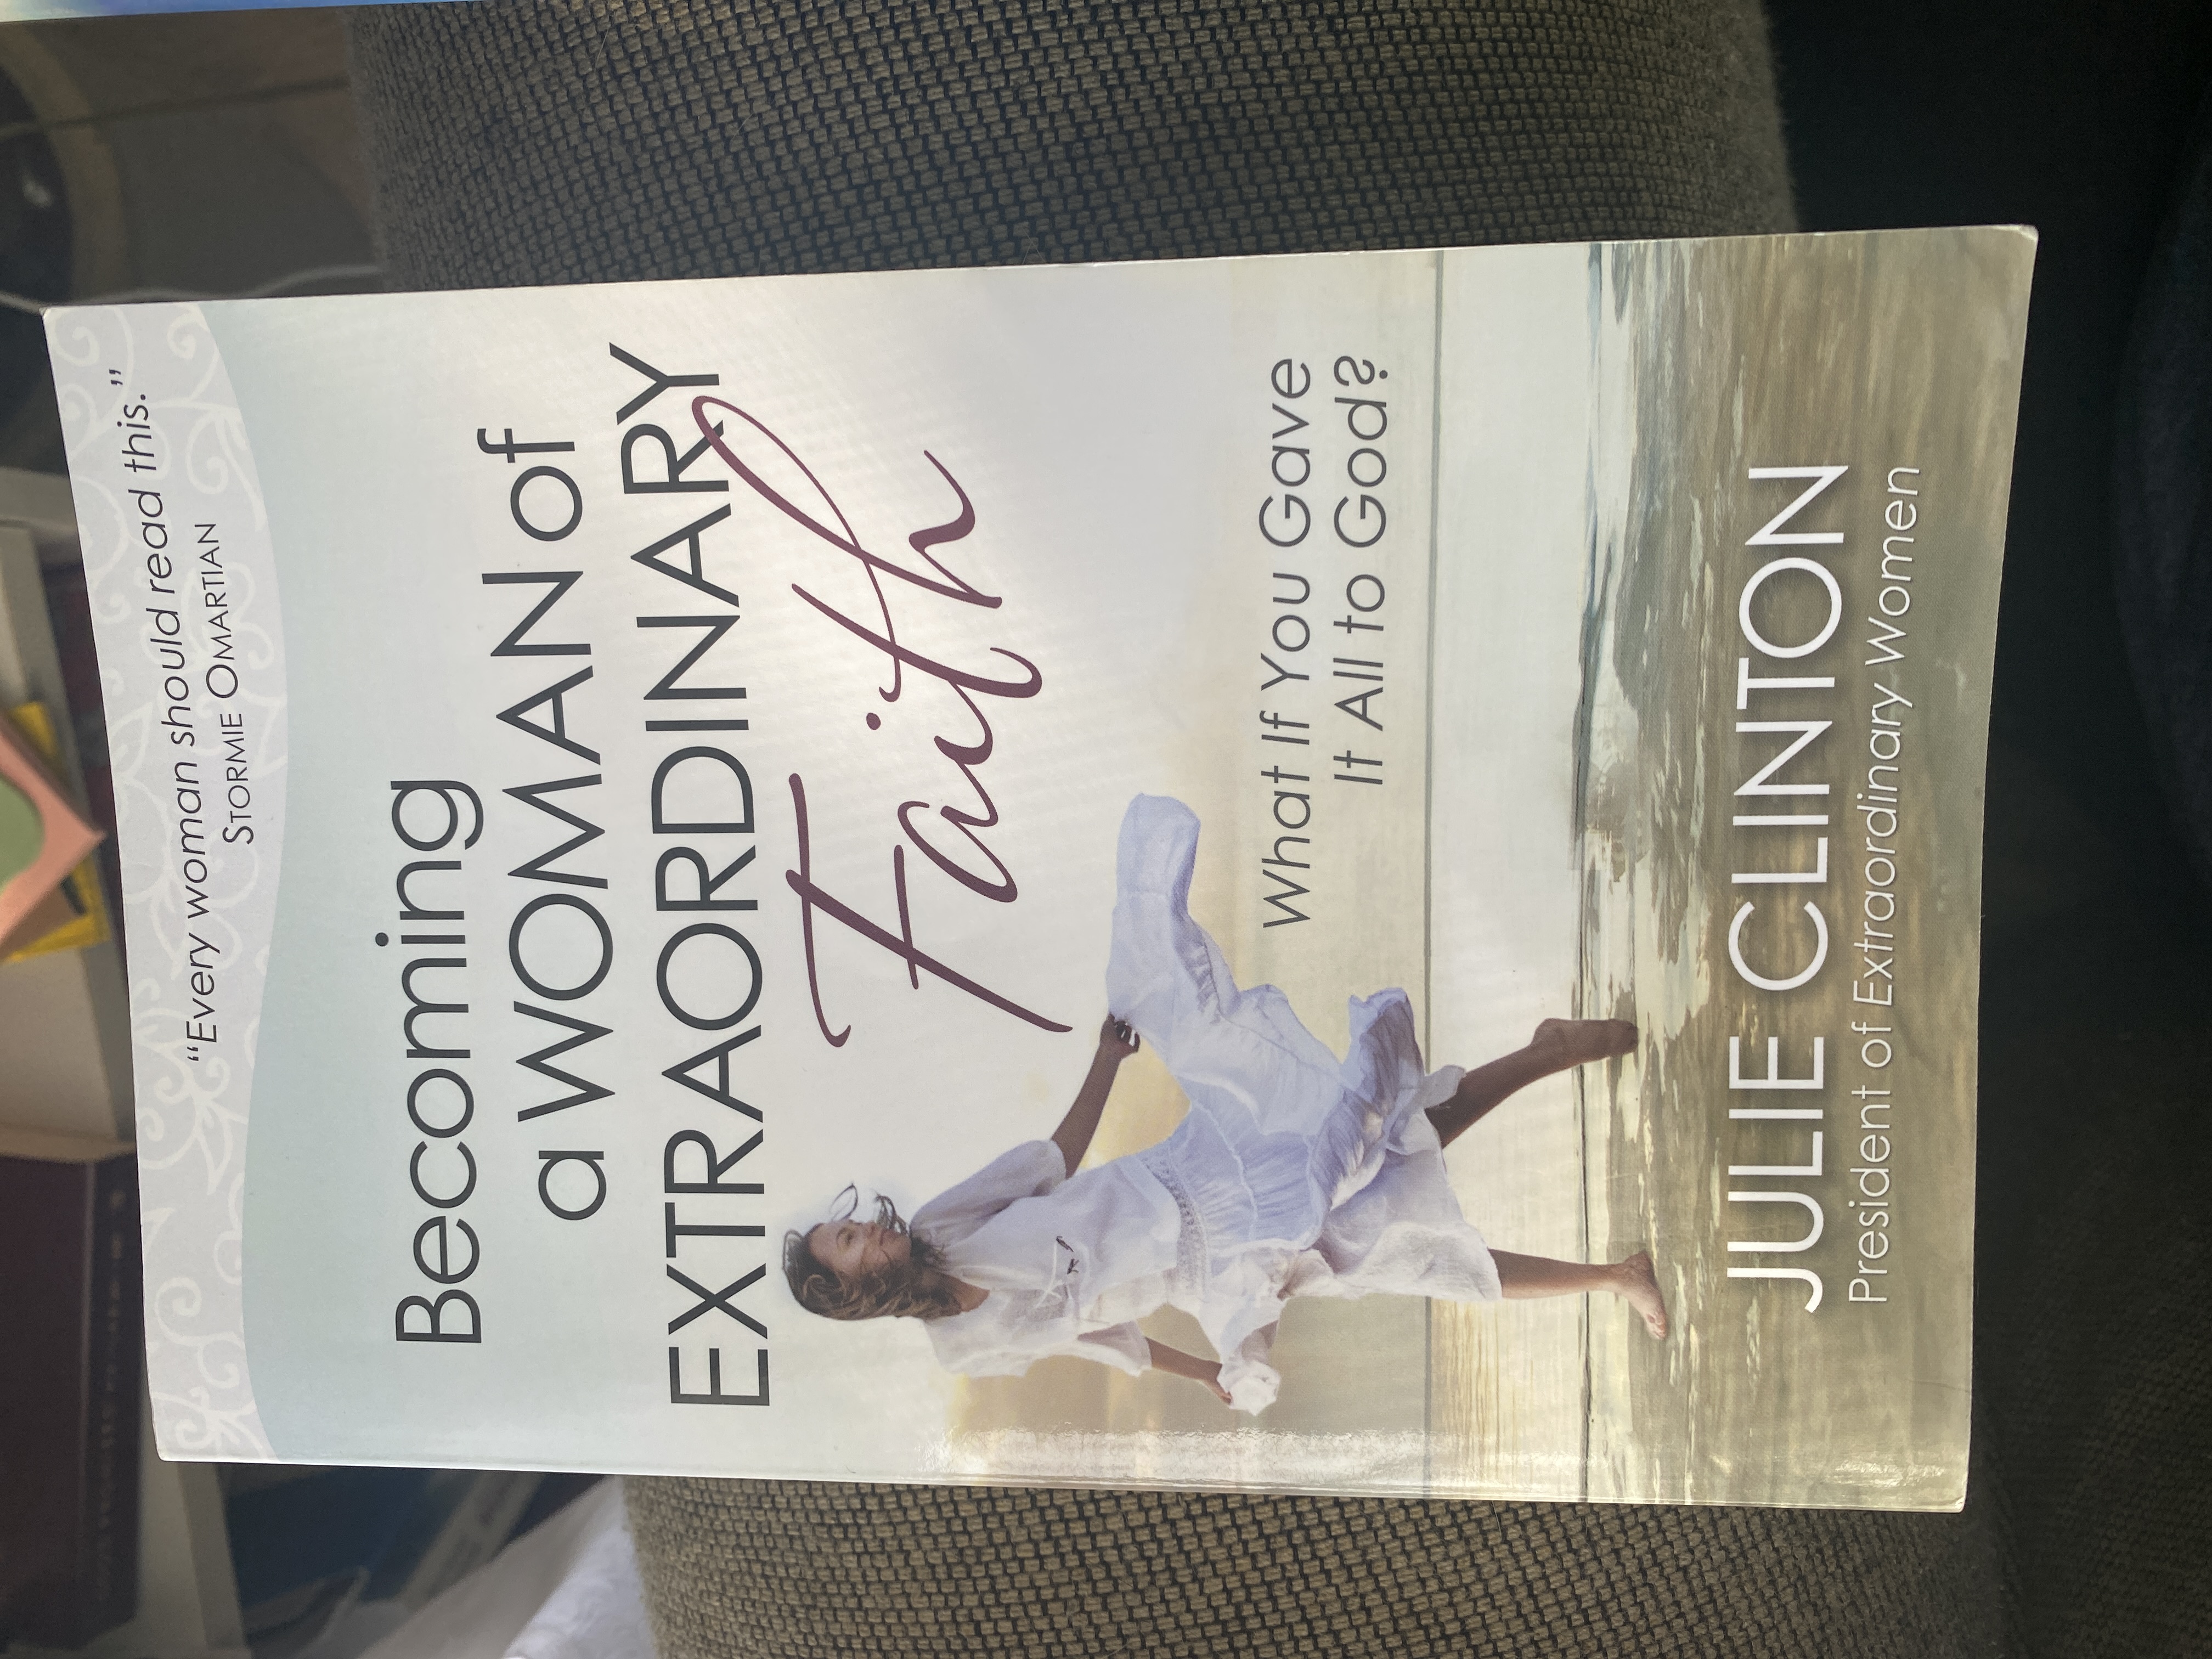 “Every woman should read this.”
STORMIE OMARTIAN
Becoming
a WOMAN of
EXTRAORDINARY
Faith
What If You Gave
It All to God?
JULIE CLINTON
President of Extraordinary Women